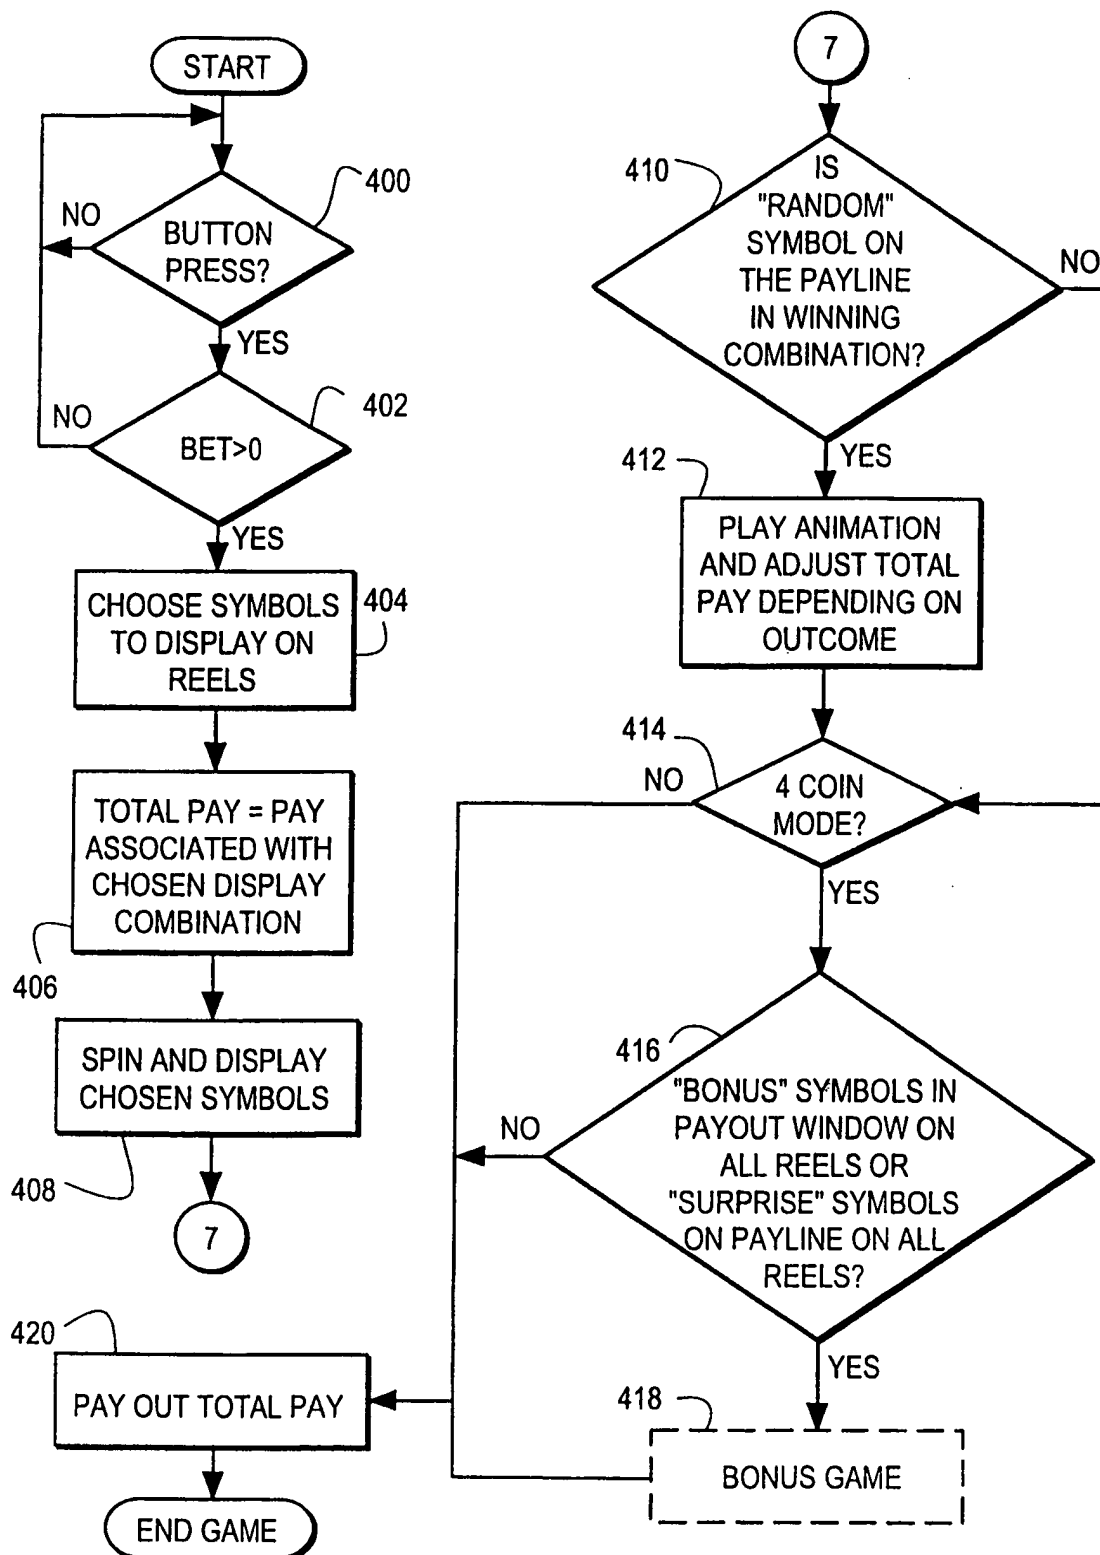 START
400
NO
BUTTON
PRESS?
YES
402
NO
BET>0
YES
404
CHOOSE SYMBOLS
TO DISPLAY ON
REELS
TOTAL PAY = PAY
ASSOCIATED WITH
CHOSEN DISPLAY
COMBINATION
406
SPIN AND DISPLAY
CHOSEN SYMBOLS
408
7
420
PAY OUT TOTAL PAY
END GAME
7
410
IS
"RANDOM"
SYMBOL ON
THE PAYLINE
IN WINNING
COMBINATION?
NO
YES
412
PLAY ANIMATION
AND ADJUST TOTAL
PAY DEPENDING ON
OUTCOME
414
NO
4 COIN
MODE?
YES
416
"BONUS" SYMBOLS IN
PAYOUT WINDOW ON
ALL REELS OR
"SURPRISE" SYMBOLS
ON PAYLINE ON ALL
REELS?
NO
YES
418
BONUS GAME